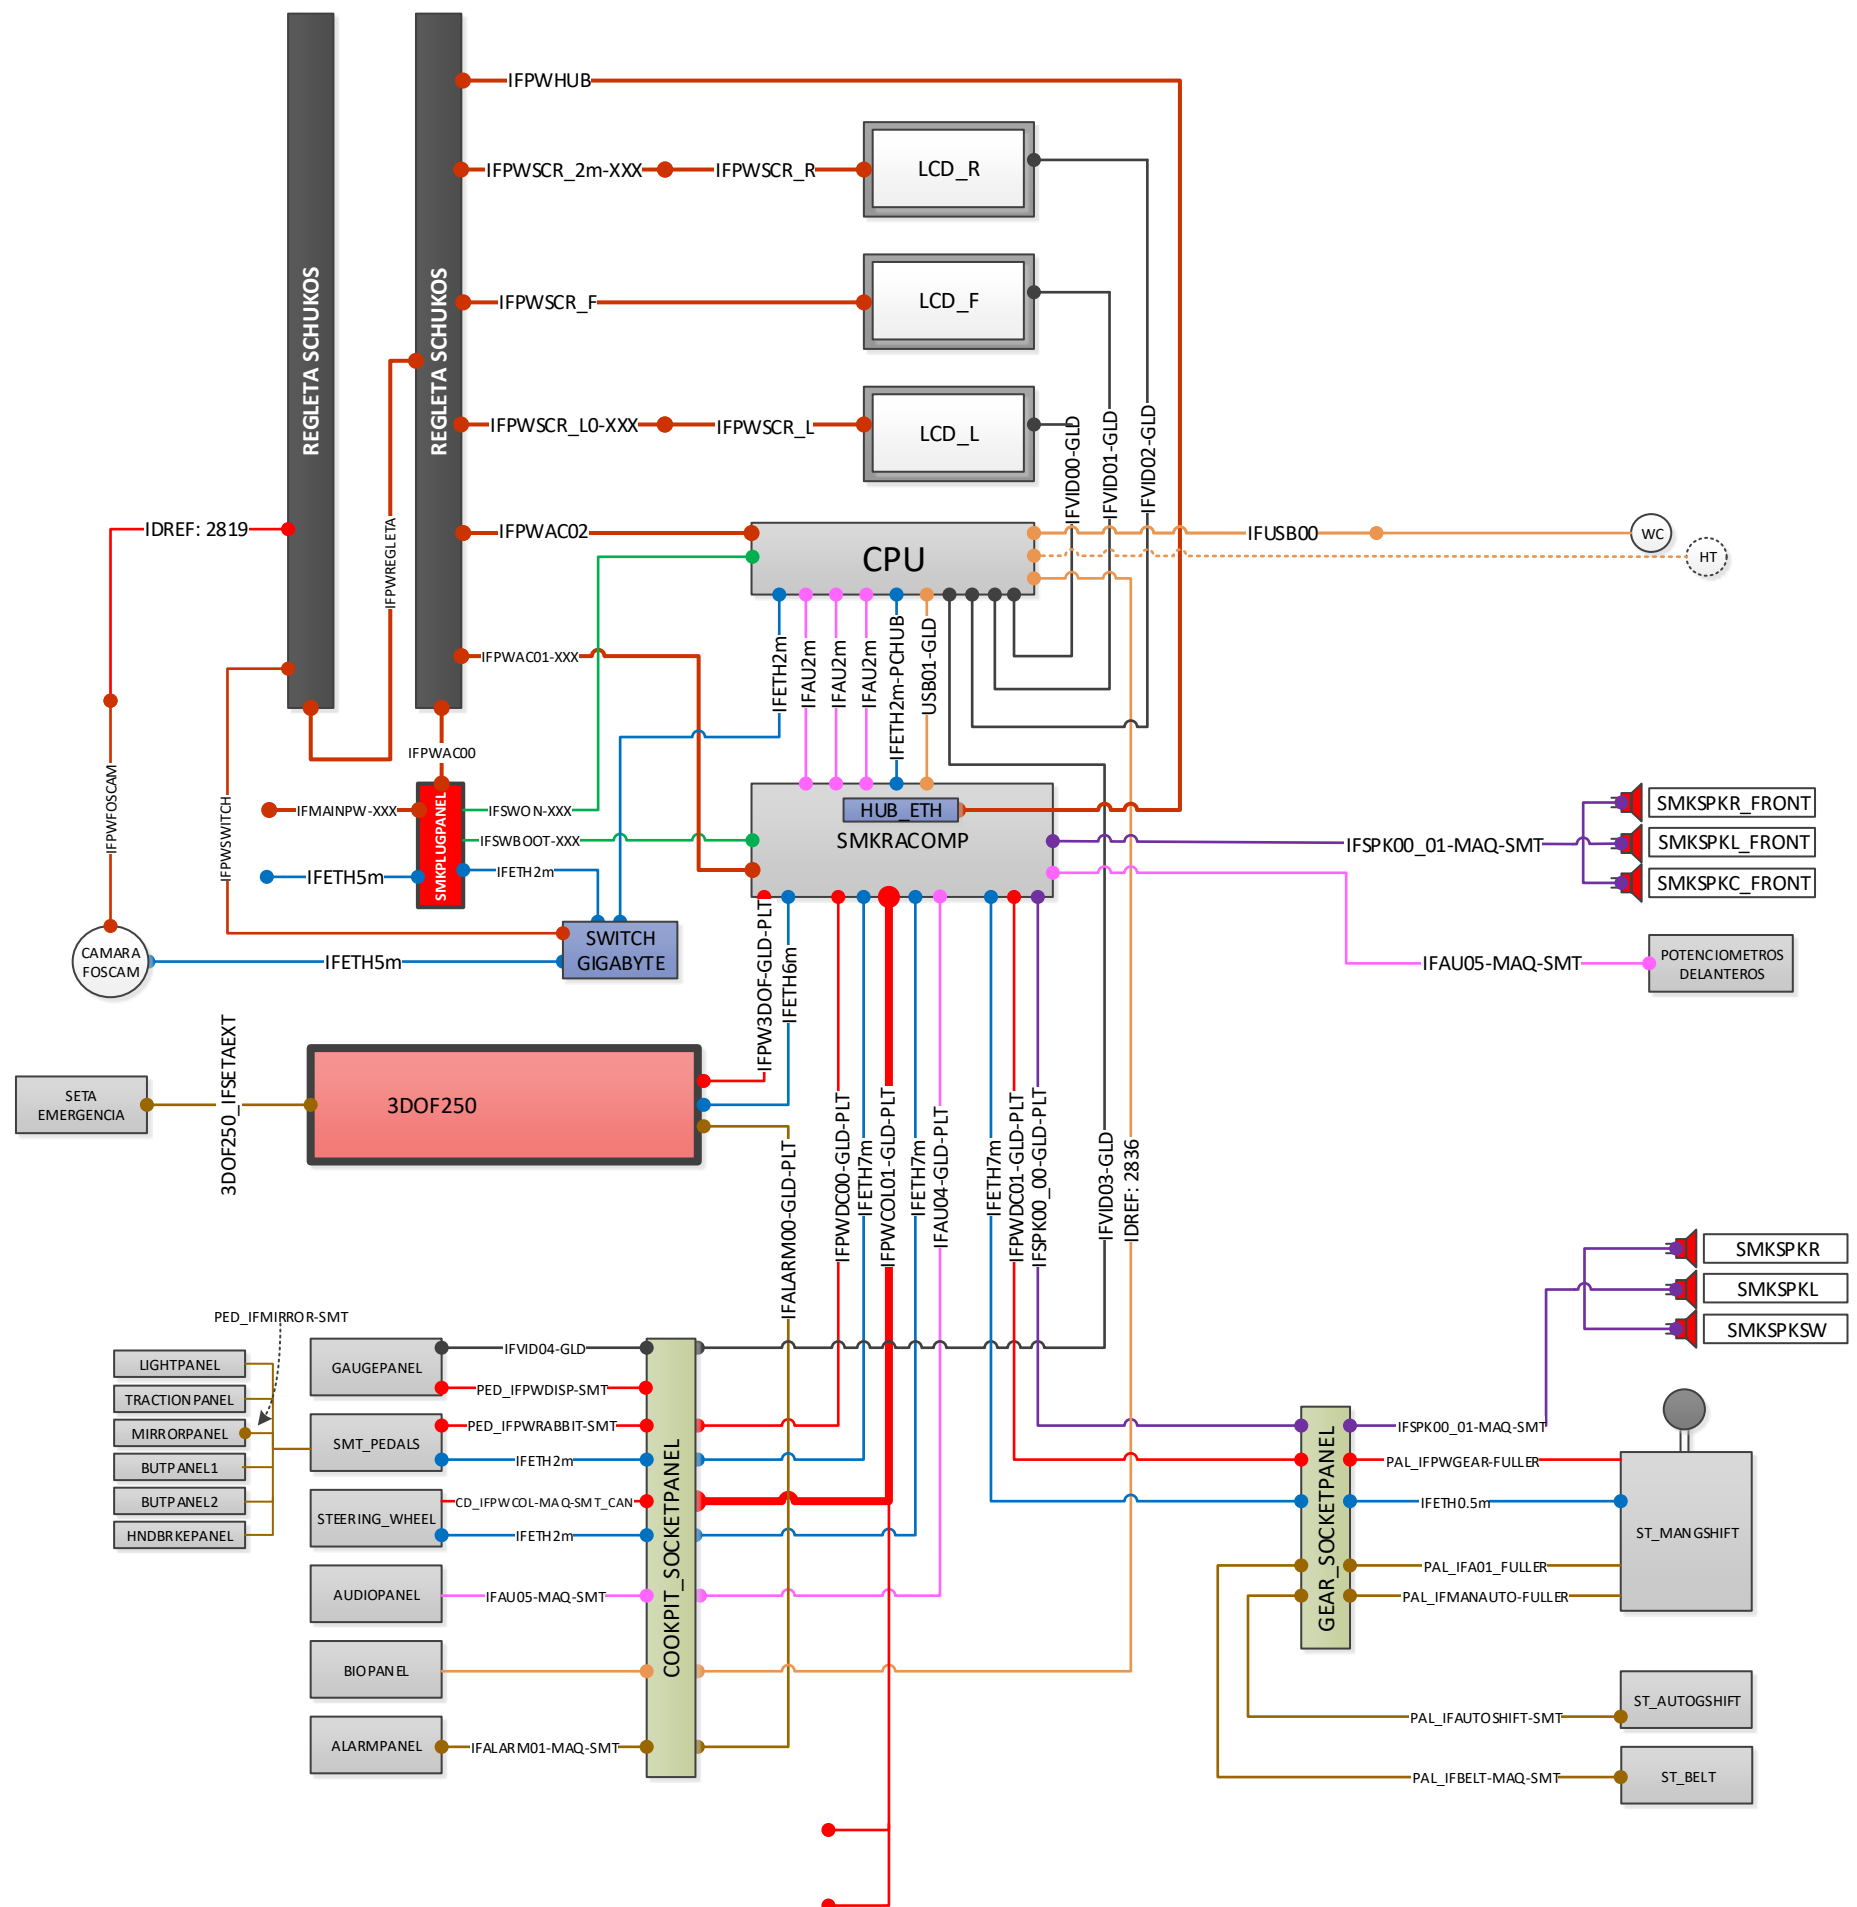 IFPWHUB
IFPWSCR_2m-XXX
IFPWSCR_R
LCD_R
REGLETA SCHUKOS
REGLETA SCHUKOS
IFPWSCR_F
LCD_F
IFPWSCR_L0-XXX
IFPWSCR_L
LCD_L
IFVID00-GLD
IFVID01-GLD
IFVID02-GLD
IDREF: 2819
IFPWREGLETA
IFPWAC02
CPU
IFUSB00
WC
HT
IFPWAC01-XXX
IFETH2m
IFAU2m
IFAU2m
IFAU2m
IFETH2m-PCHUB
USB01-GLD
IFPWAC00
IFPWFOSCAM
IFPWSWITCH
IFMAINPW-XXX
SMKPLUGPANEL
IFSWON-XXX
IFSWBOOT-XXX
IFETH5m
IFETH2m
HUB_ETH
SMKRACOMP
IFSPK00_01-MAQ-SMT
SMKSPKR_FRONT
SMKSPKL_FRONT
SMKSPKC_FRONT
CAMARA
FOSCAM
IFETH5m
SWITCH
GIGABYTE
IFAU05-MAQ-SMT
POTENCIOMETROS
DELANTEROS
IFPW3DOF-GLD-PLT
IFETH6m
SETA
EMERGENCIA
3DOF250_IFSETAEXT
3DOF250
IFALARM00-GLD-PLT
IFPWDC00-GLD-PLT
IFETH7m
IFPWCOL01-GLD-PLT
IFETH7m
IFAU04-GLD-PLT
IFETH7m
IFPWDC01-GLD-PLT
IFSPK00_00-GLD-PLT
IFVID03-GLD
IDREF: 2836
SMKSPKR
SMKSPKL
SMKSPKSW
PED_IFMIRROR-SMT
LIGHTPANEL
TRACTIONPANEL
MIRRORPANEL
BUTPANEL1
BUTPANEL2
HNDBRKEPANEL
GAUGEPANEL
IFVID04-GLD
PED_IFPWDISP-SMT
SMT_PEDALS
PED_IFPWRABBIT-SMT
IFETH2m
STEERING_WHEEL
CD_IFPWCOL-MAQ-SMT_CAN
IFETH2m
AUDIOPANEL
IFAU05-MAQ-SMT
BIOPANEL
ALARMPANEL
IFALARM01-MAQ-SMT
COOKPIT_SOCKETPANEL
GEAR_SOCKETPANEL
IFSPK00_01-MAQ-SMT
PAL_IFPWGEAR-FULLER
IFETH0.5m
ST_MANGSHIFT
PAL_IFA01_FULLER
PAL_IFMANAUTO-FULLER
ST_AUTOGSHIFT
PAL_IFAUTOSHIFT-SMT
ST_BELT
PAL_IFBELT-MAQ-SMT